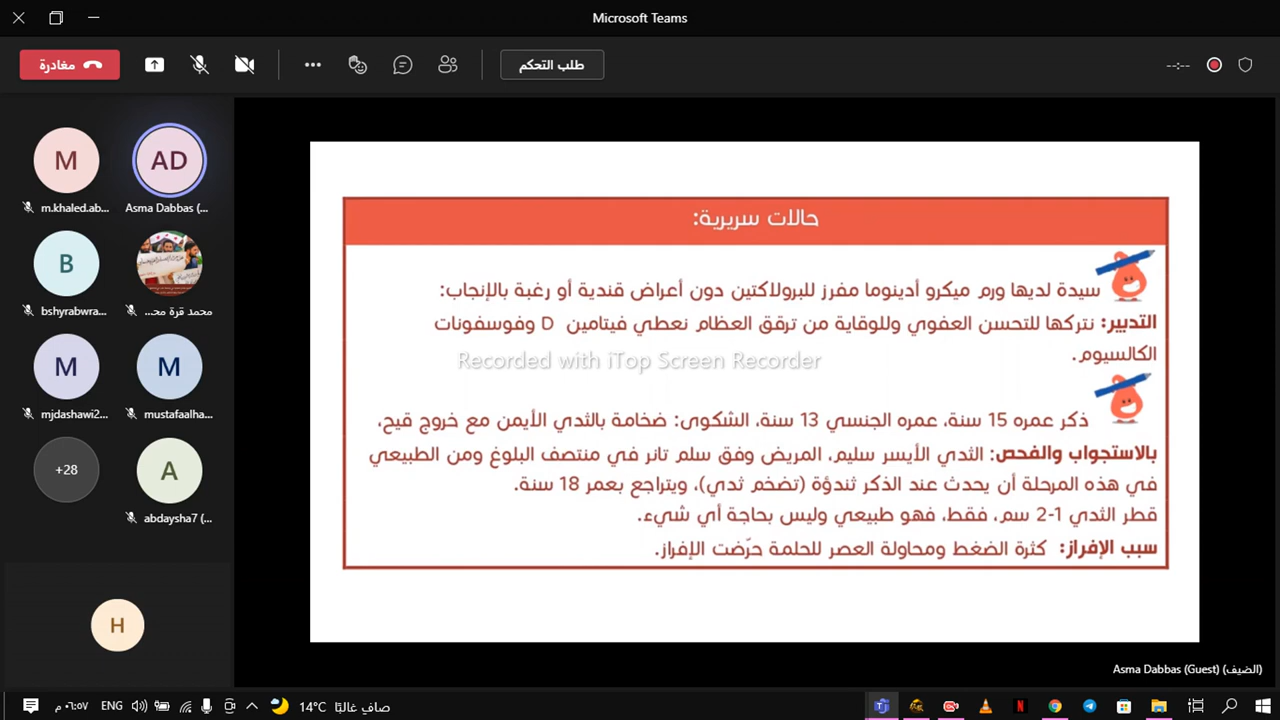 Microsoft Teams
مغادرة
طلب التحكم
--:--
M
AD
m.khaled.ab...
Asma Dabbas (...
B
bshyrabwra...
محمد قرة محـ...
M
M
mjdashawi2...
mustafaalha...
+28
A
abdaysha7 (...
H
حالات سريرية:
سيدة لديها ورم ميكرو أدينوما مفرز للبرولاكتين دون أعراض قندية أو رغبة بالإنجاب:
التدبير: نتركها للتحسن العفوي وللوقاية من ترقق العظام نعطي فيتامين D وفوسفونات
الكالسيوم.
Recorded with iTop Screen Recorder
ذكر عمره 15 سنة، عمره الجنسي 13 سنة، الشكوى: ضخامة بالثدي الأيمن مع خروج قيح،
بالاستجواب والفحص: الثدي الأيسر سليم، المريض وفق سلم تانر في منتصف البلوغ ومن الطبيعي
في هذه المرحلة أن يحدث عند الذكر ثندؤة (تضخم ثدي)، ويتراجع بعمر 18 سنة.
قطر الثدي 1-2 سم، فقط، فهو طبيعي وليس بحاجة أي شيء.
سبب الإفراز: كثرة الضغط ومحاولة العصر للحلمة حرّضت الإفراز.
Asma Dabbas (Guest) (الضيف)
ENG
٠٦:٥٧ م
14°C صافٍ غالبًا